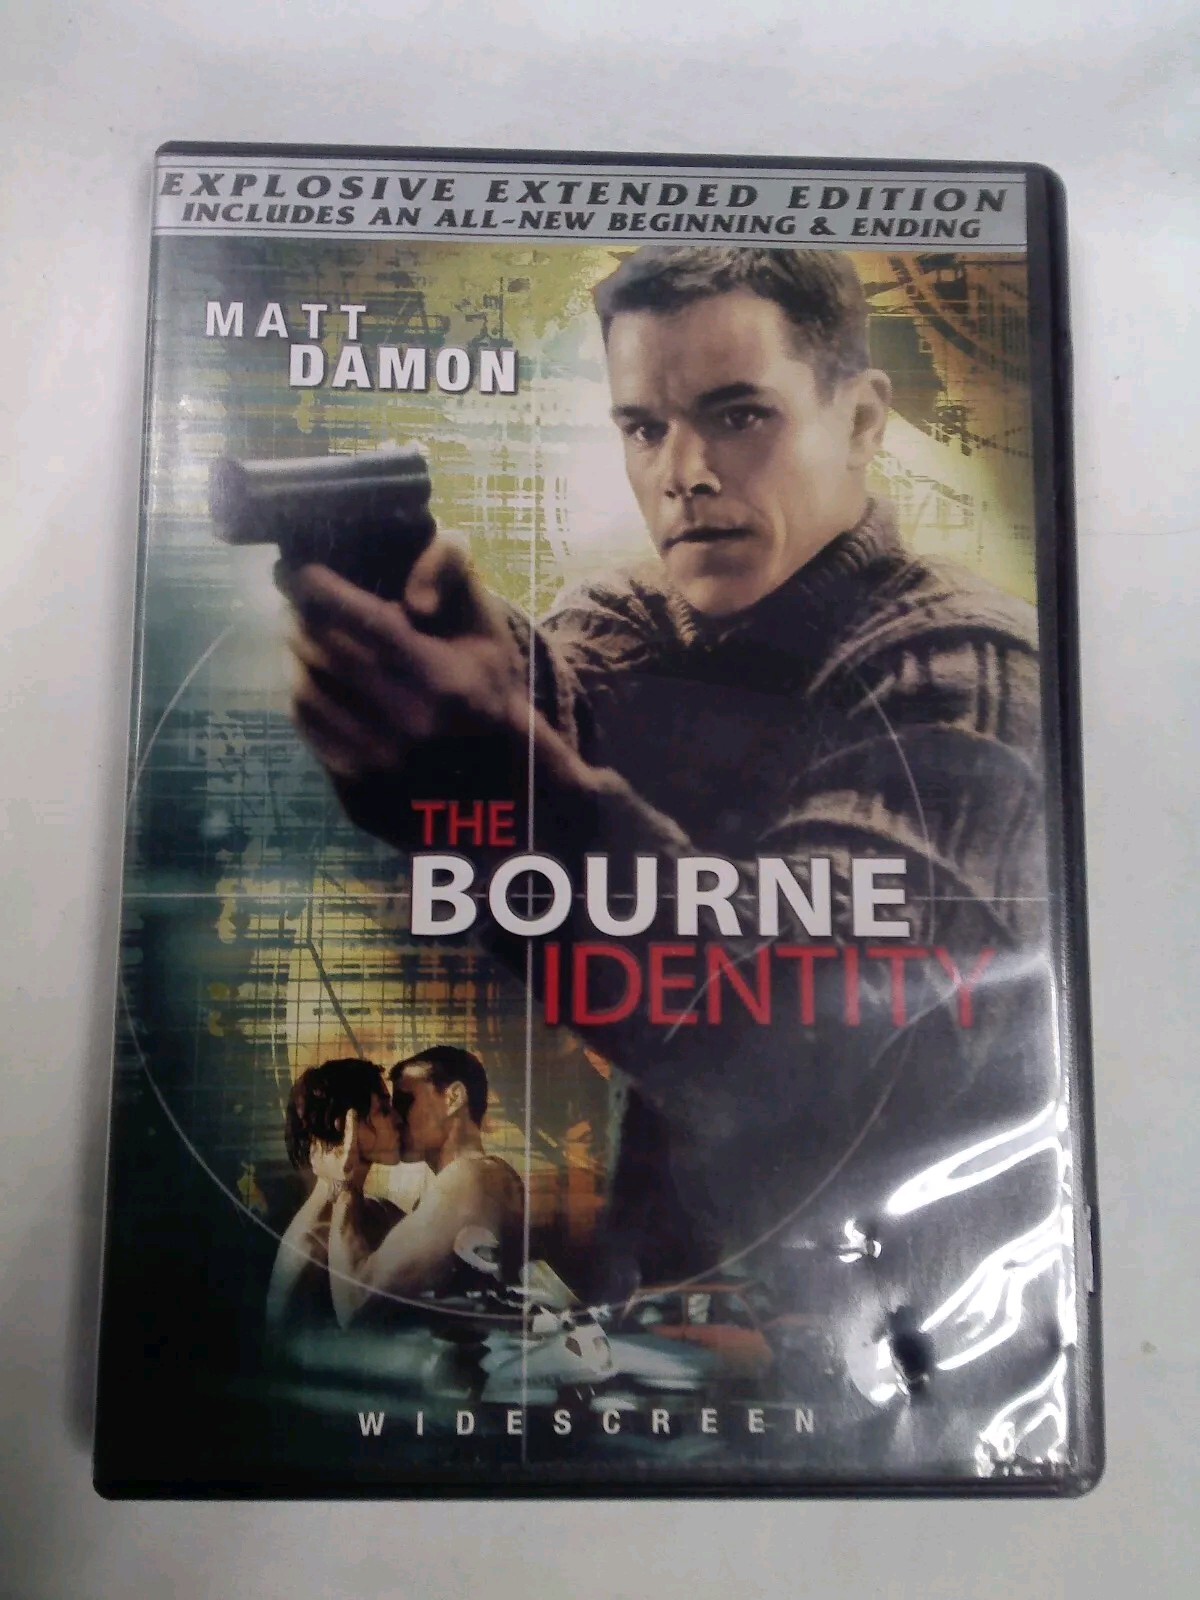 EXPLOSIVE EXTENDED EDITION
INCLUDES AN ALL-NEW BEGINNING & ENDING
MATT
DAMON
THE
BOURNE
IDENTITY
WIDESCREEN